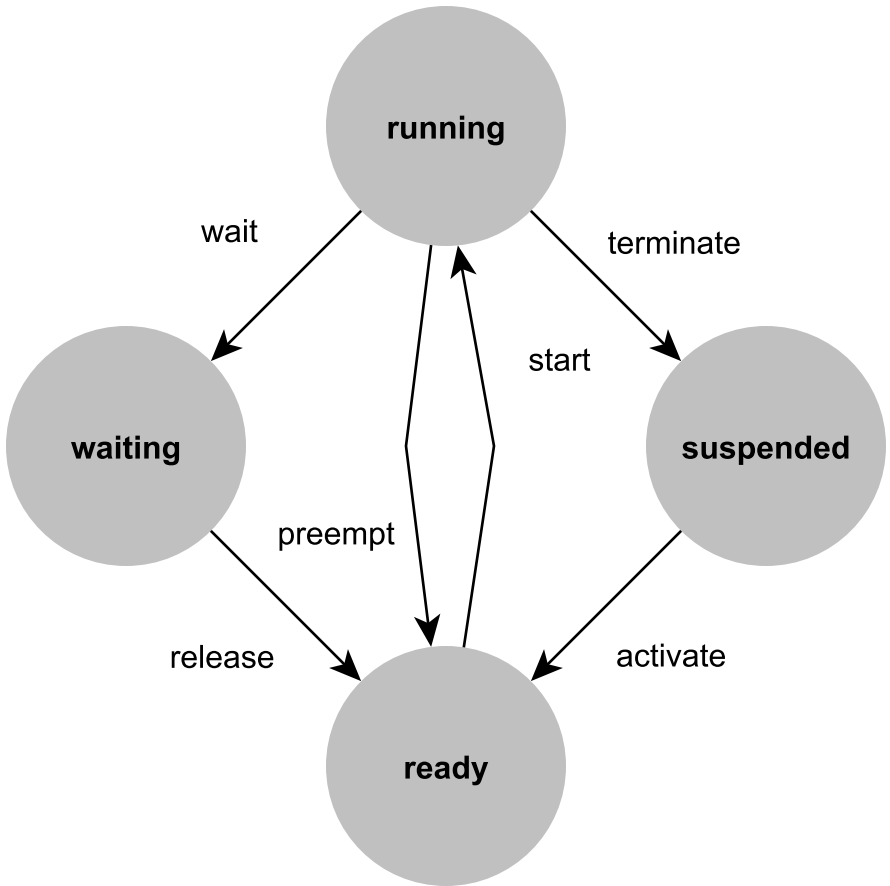 running
wait
terminate
start
waiting
suspended
preempt
release
activate
ready